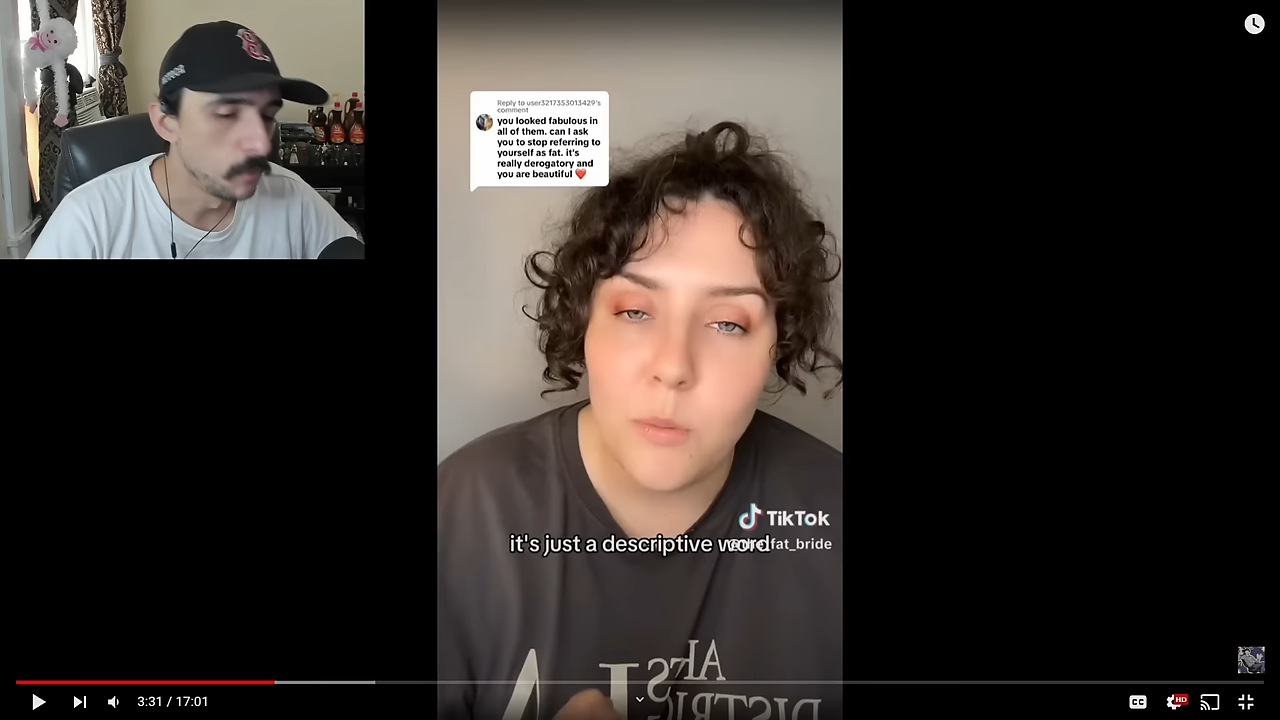 Reply to user3217353013429's
comment
you looked fabulous in
all of them. can I ask
you to stop referring to
yourself as fat. it's
really derogatory and
you are beautiful ❤️
TikTok
it's just a descriptive word
fat_bride
3:31 / 17:01
CC
HD